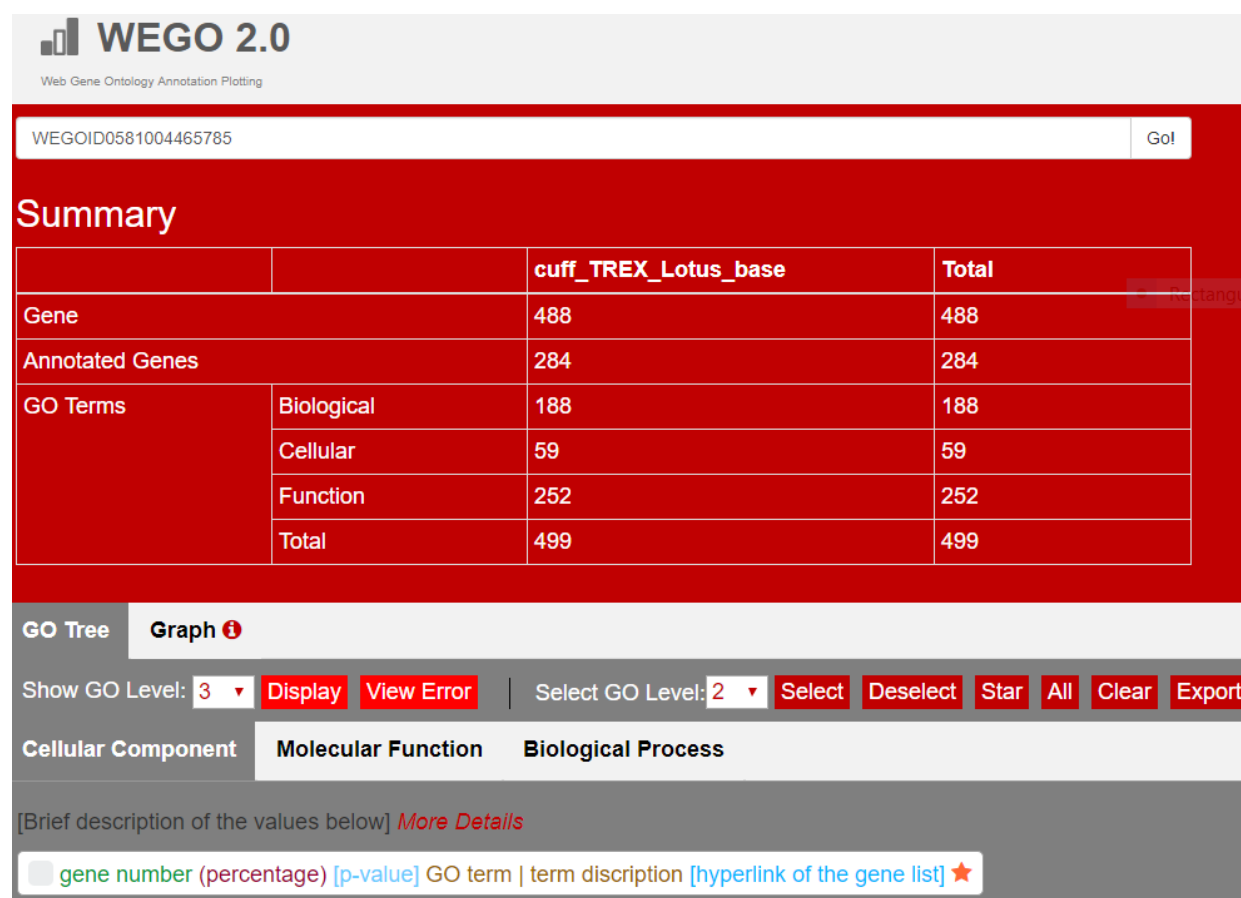 WEGO 2.0
Web Gene Ontology Annotation Plotting
WEGOID0581004465785 Go!
Summary
cuff_TREX_Lotus_base Total
Gene 488 488
Annotated Genes 284 284
GO Terms Biological 188 188
Cellular 59 59
Function 252 252
Total 499 499
GO Tree Graph
Show GO Level: 3 Display View Error Select GO Level: 2 Select Deselect Star All Clear Export
Cellular Component Molecular Function Biological Process
[Brief description of the values below] More Details
gene number (percentage) [p-value] GO term | term discription [hyperlink of the gene list]